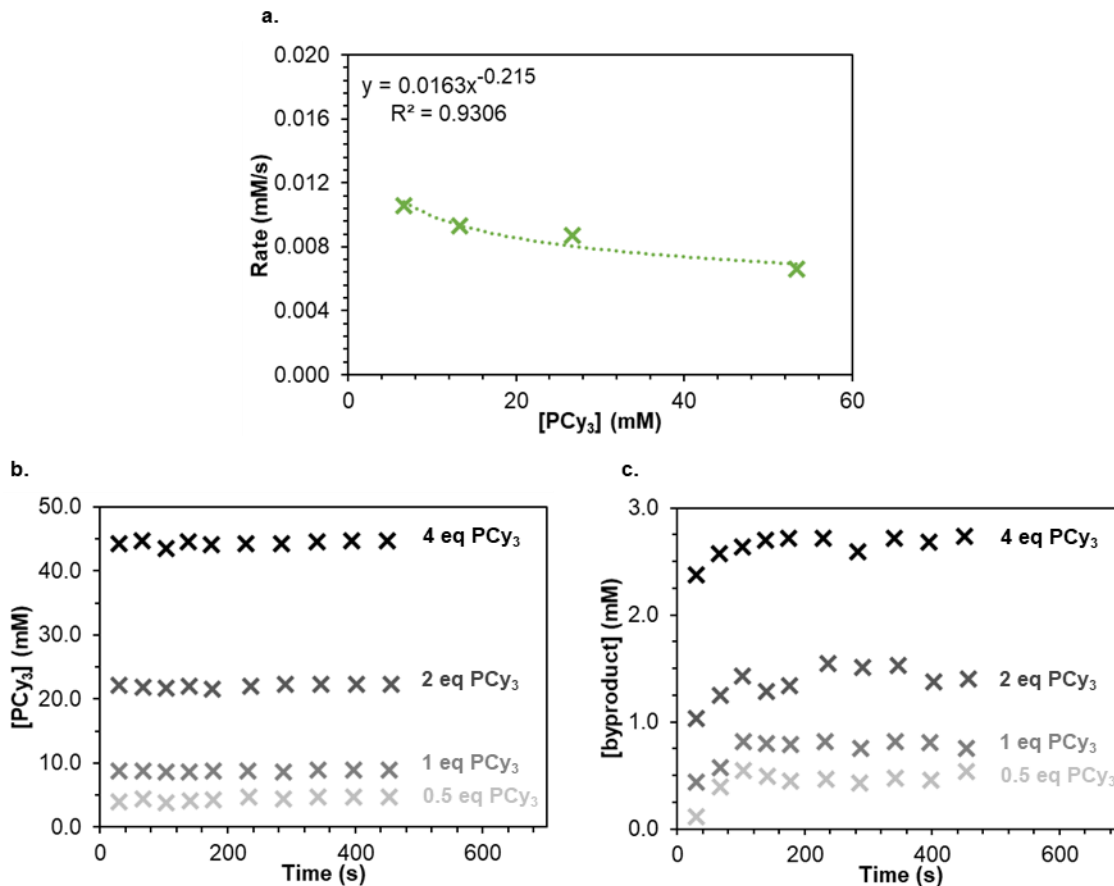 a.
0.020
0.016
0.012
0.008
0.004
0.000
Rate (mM/s)
y = 0.0163x^-0.215
R² = 0.9306
0 20 40 60
[PCy₃] (mM)
b.
50.0
40.0
30.0
20.0
10.0
0.0
[PCy₃] (mM)
4 eq PCy₃
2 eq PCy₃
1 eq PCy₃
0.5 eq PCy₃
0 200 400 600
Time (s)
c.
3.0
2.0
1.0
0.0
[byproduct] (mM)
4 eq PCy₃
2 eq PCy₃
1 eq PCy₃
0.5 eq PCy₃
0 200 400 600
Time (s)